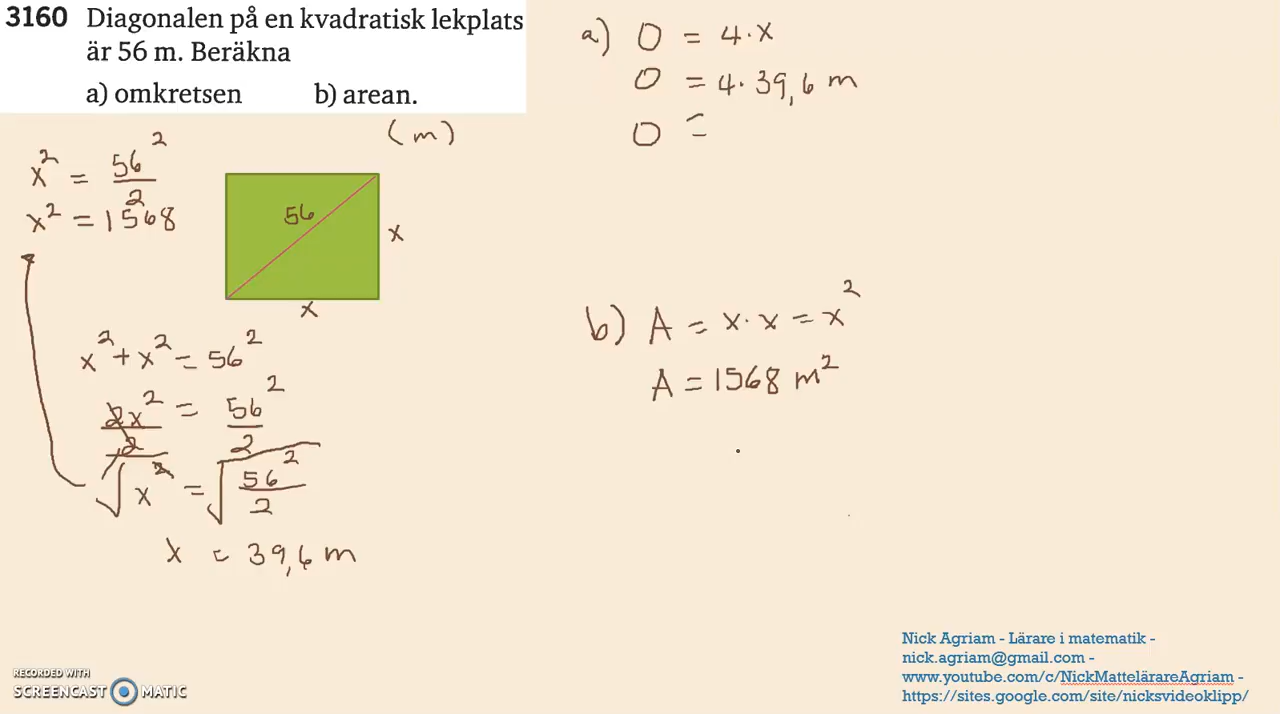 3160 Diagonalen på en kvadratisk lekplats
är 56 m. Beräkna
a) omkretsen b) arean.
(m)
x² = 56²/2
x² = 1568
56
x
x
x² + x² = 56²
2x²/2 = 56²/2
√x² = √56²/2
x = 39,6 m
a) O = 4·x
O = 4·39,6 m
O =
b) A = x·x = x²
A = 1568 m²
Nick Agriam - Lärare i matematik -
nick.agriam@gmail.com -
www.youtube.com/c/NickMattelärareAgriam -
https://sites.google.com/site/nicksvideoklipp/
RECORDED WITH
SCREENCAST MATIC